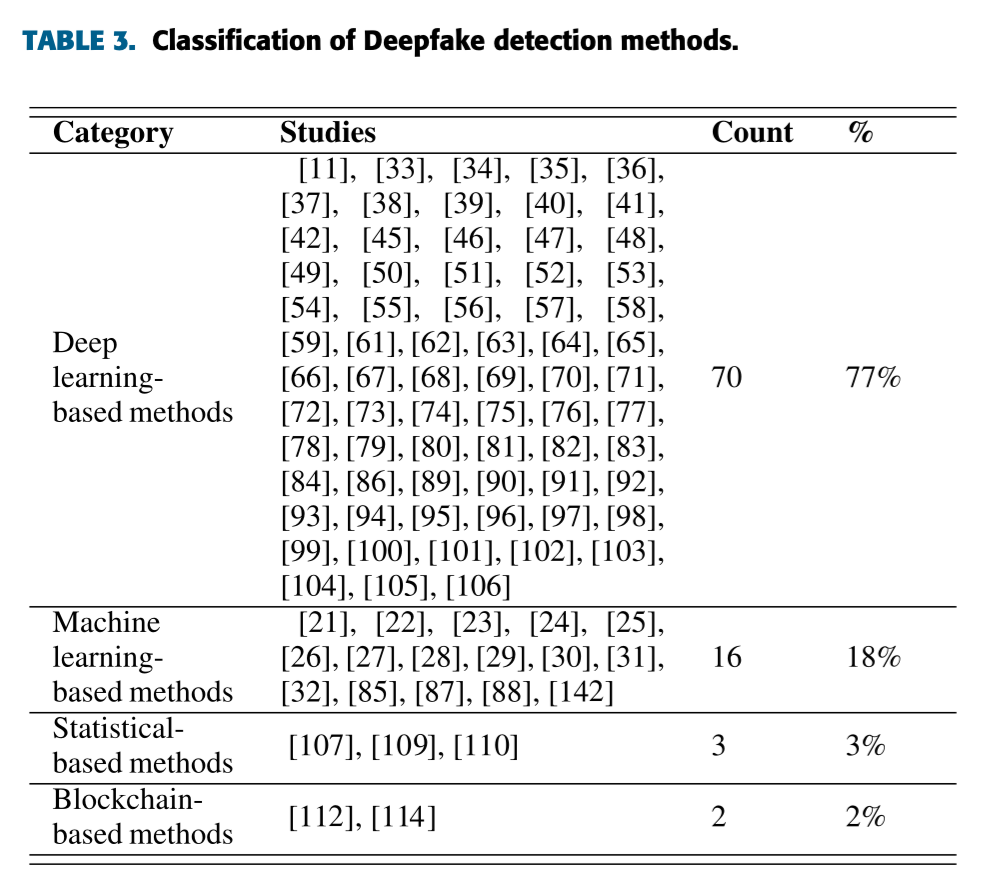 TABLE 3. Classification of Deepfake detection methods.
Category Studies Count %
Deep learning-based methods
[11], [33], [34], [35], [36],
[37], [38], [39], [40], [41],
[42], [45], [46], [47], [48],
[49], [50], [51], [52], [53],
[54], [55], [56], [57], [58],
[59], [61], [62], [63], [64], [65],
[66], [67], [68], [69], [70], [71],
[72], [73], [74], [75], [76], [77],
[78], [79], [80], [81], [82], [83],
[84], [86], [89], [90], [91], [92],
[93], [94], [95], [96], [97], [98],
[99], [100], [101], [102], [103],
[104], [105], [106]
70 77%
Machine
learning-
based methods
[21], [22], [23], [24], [25],
[26], [27], [28], [29], [30], [31],
[32], [85], [87], [88], [142]
16 18%
Statistical-
based methods
[107], [109], [110]
3 3%
Blockchain-
based methods
[112], [114]
2 2%